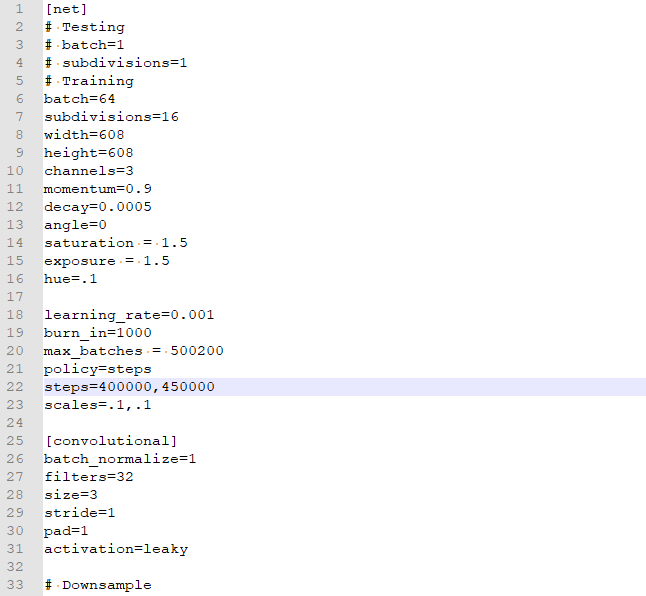 1 [net]
2 # Testing
3 # batch=1
4 # subdivisions=1
5 # Training
6 batch=64
7 subdivisions=16
8 width=608
9 height=608
10 channels=3
11 momentum=0.9
12 decay=0.0005
13 angle=0
14 saturation = 1.5
15 exposure = 1.5
16 hue=.1
17
18 learning_rate=0.001
19 burn_in=1000
20 max_batches = 500200
21 policy=steps
22 steps=400000,450000
23 scales=.1,.1
24
25 [convolutional]
26 batch_normalize=1
27 filters=32
28 size=3
29 stride=1
30 pad=1
31 activation=leaky
32
33 # Downsample